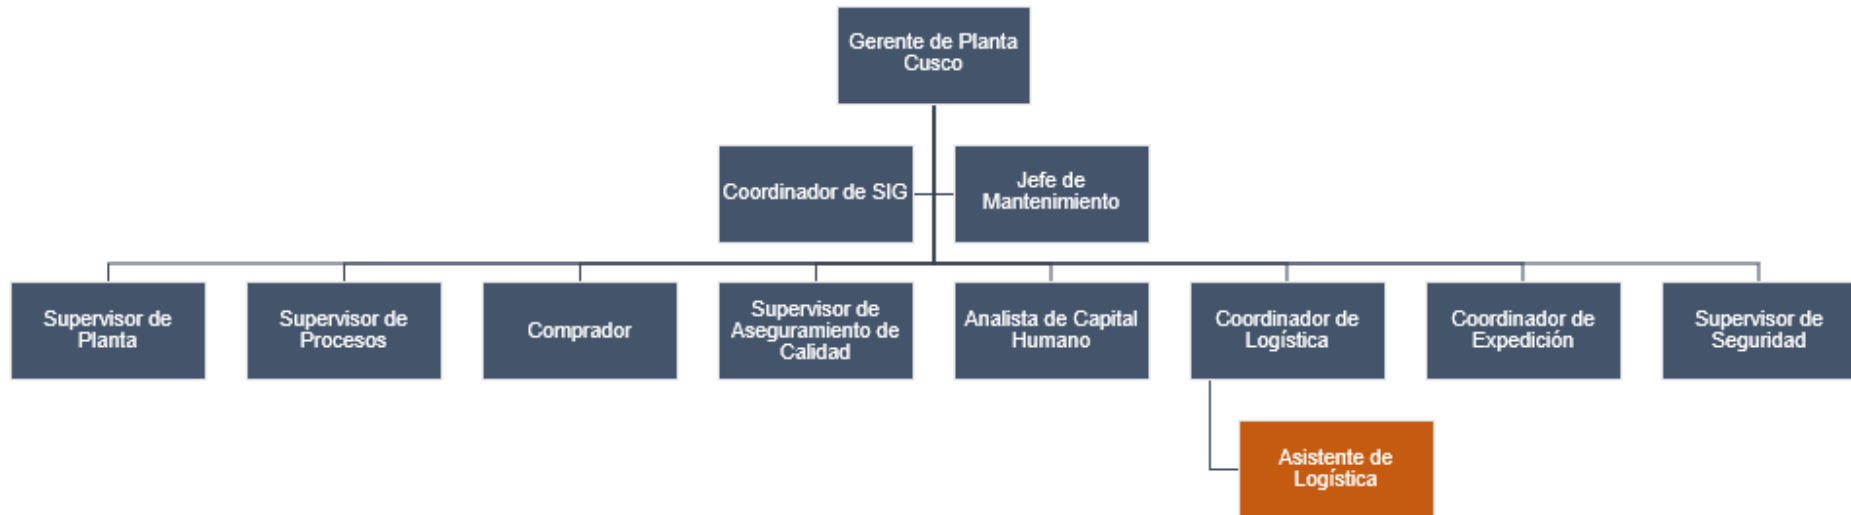 Gerente de Planta
Cusco
Coordinador de SIG
Jefe de
Mantenimiento
Supervisor de
Planta
Supervisor de
Procesos
Comprador
Supervisor de
Aseguramiento de
Calidad
Analista de Capital
Humano
Coordinador de
Logística
Coordinador de
Expedición
Supervisor de
Seguridad
Asistente de
Logística